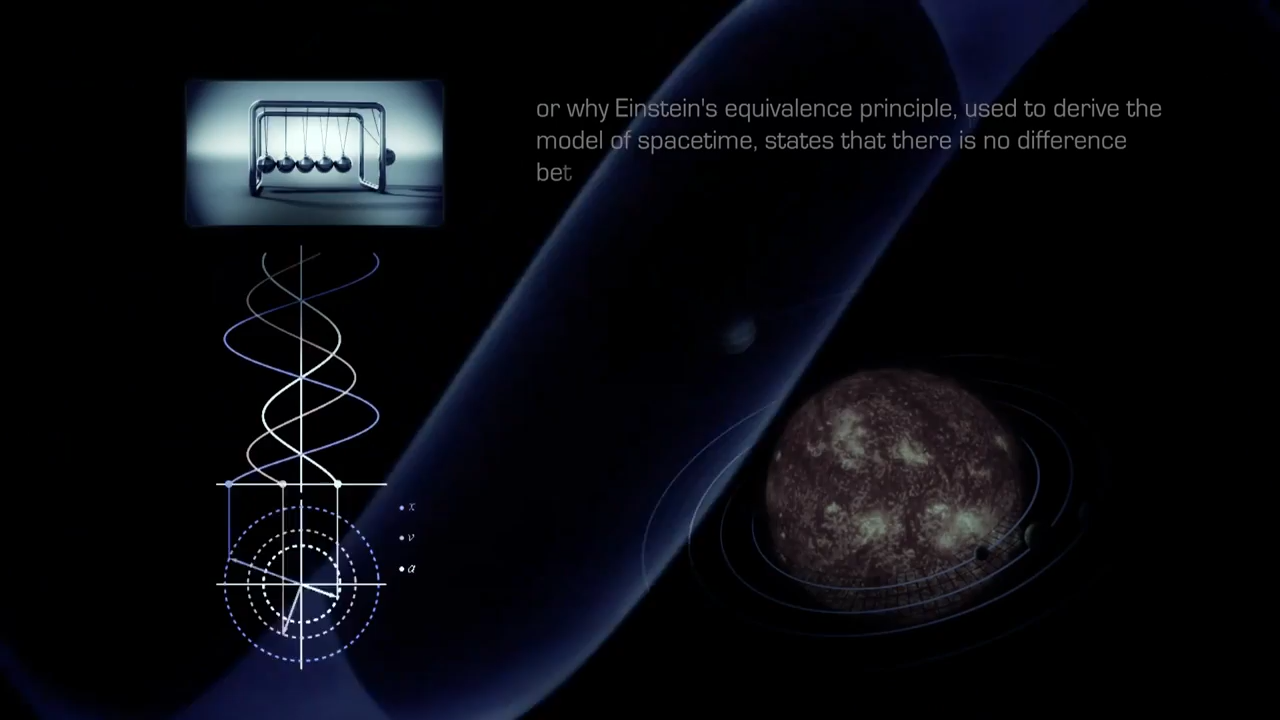 or why Einstein's equivalence principle, used to derive the
model of spacetime, states that there is no difference
bet
x
v
a